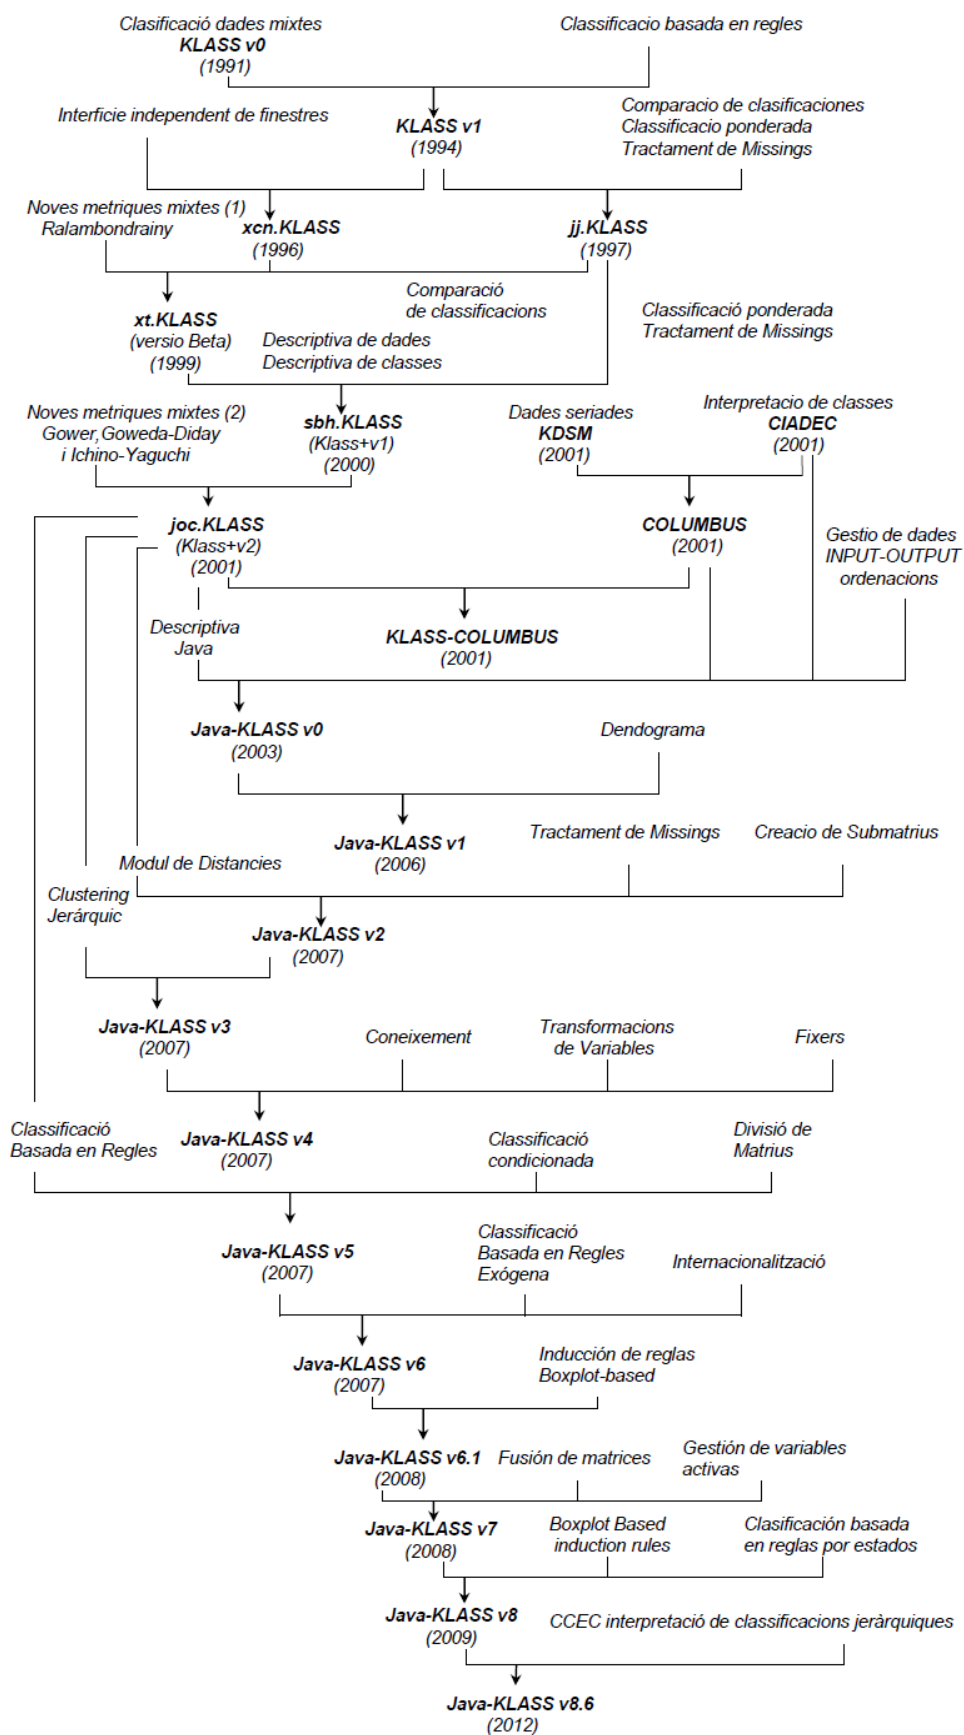 Clasificació dades mixtes
KLASS v0
(1991)
Classificacio basada en regles
Interficie independent de finestres
KLASS v1
(1994)
Comparacio de clasificaciones
Classificacio ponderada
Tractament de Missings
Noves metriques mixtes (1)
Ralambondrainy
xcn.KLASS
(1996)
jj.KLASS
(1997)
Comparació
de classificacions
Classificació ponderada
Tractament de Missings
xt.KLASS
(versio Beta)
(1999)
Descriptiva de dades
Descriptiva de classes
Noves metriques mixtes (2)
Gower, Goweda-Diday
i Ichino-Yaguchi
sbh.KLASS
(Klass+v1)
(2000)
Dades seriades
KDSM
(2001)
Interpretacio de classes
CIADEC
(2001)
joc.KLASS
(Klass+v2)
(2001)
COLUMBUS
(2001)
Gestio de dades
INPUT-OUTPUT
ordenacions
Descriptiva
Java
KLASS-COLUMBUS
(2001)
Java-KLASS v0
(2003)
Dendograma
Java-KLASS v1
(2006)
Tractament de Missings
Creacio de Submatrius
Modul de Distancies
Clustering
Jerárquic
Java-KLASS v2
(2007)
Java-KLASS v3
(2007)
Coneixement
Transformacions
de Variables
Fixers
Classificació
Basada en Regles
Java-KLASS v4
(2007)
Classificació
condicionada
Divisió de
Matrius
Java-KLASS v5
(2007)
Classificació
Basada en Regles
Exógena
Internacionalització
Java-KLASS v6
(2007)
Inducción de reglas
Boxplot-based
Java-KLASS v6.1
(2008)
Fusión de matrices
Gestión de variables
activas
Java-KLASS v7
(2008)
Boxplot Based
induction rules
Clasificación basada
en reglas por estados
Java-KLASS v8
(2009)
CCEC interpretació de classificacions jeràrquiques
Java-KLASS v8.6
(2012)